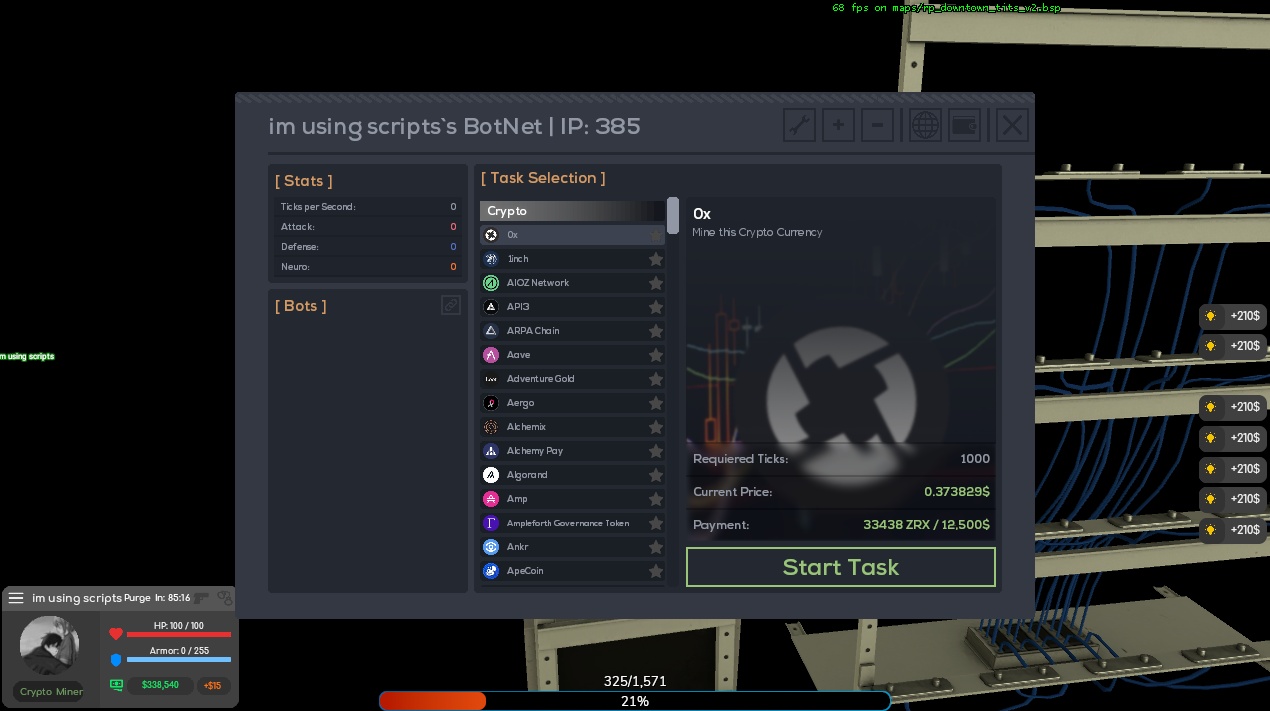 68 fps on maps/rp_downtown_tits_v2.bsp
im using scripts`s BotNet | IP: 385
[ Stats ]
Ticks per Second: 0
Attack: 0
Defense: 0
Neuro: 0
[ Bots ]
[ Task Selection ]
Crypto
0x
1inch
AIOZ Network
API3
ARPA Chain
Aave
Adventure Gold
Aergo
Alchemix
Alchemy Pay
Algorand
Amp
Ampleforth Governance Token
Ankr
ApeCoin
0x
Mine this Crypto Currency
Requiered Ticks: 1000
Current Price: 0.373829$
Payment: 33438 ZRX / 12,500$
Start Task
+210$
+210$
+210$
+210$
+210$
+210$
+210$
m using scripts
im using scripts Purge In: 85:16
HP: 100 / 100
Armor: 0 / 255
$338,540 +$15
Crypto Miner
325/1,571
21%